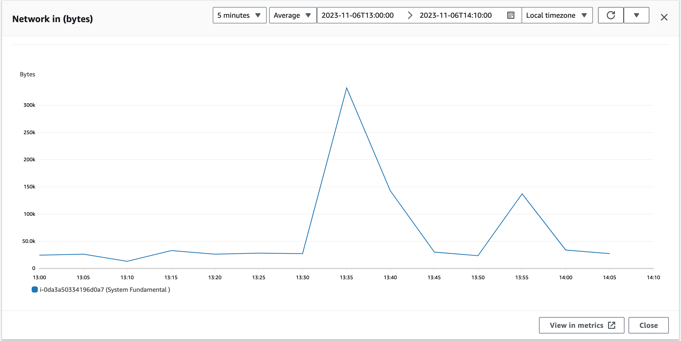 Network in (bytes)
5 minutes Average 2023-11-06T13:00:00 2023-11-06T14:10:00 Local timezone
Bytes
300k
250k
200k
150k
100k
50.0k
0
13:00 13:05 13:10 13:15 13:20 13:25 13:30 13:35 13:40 13:45 13:50 13:55 14:00 14:05 14:10
i-0da3a50334196d0a7 (System Fundamental )
View in metrics Close